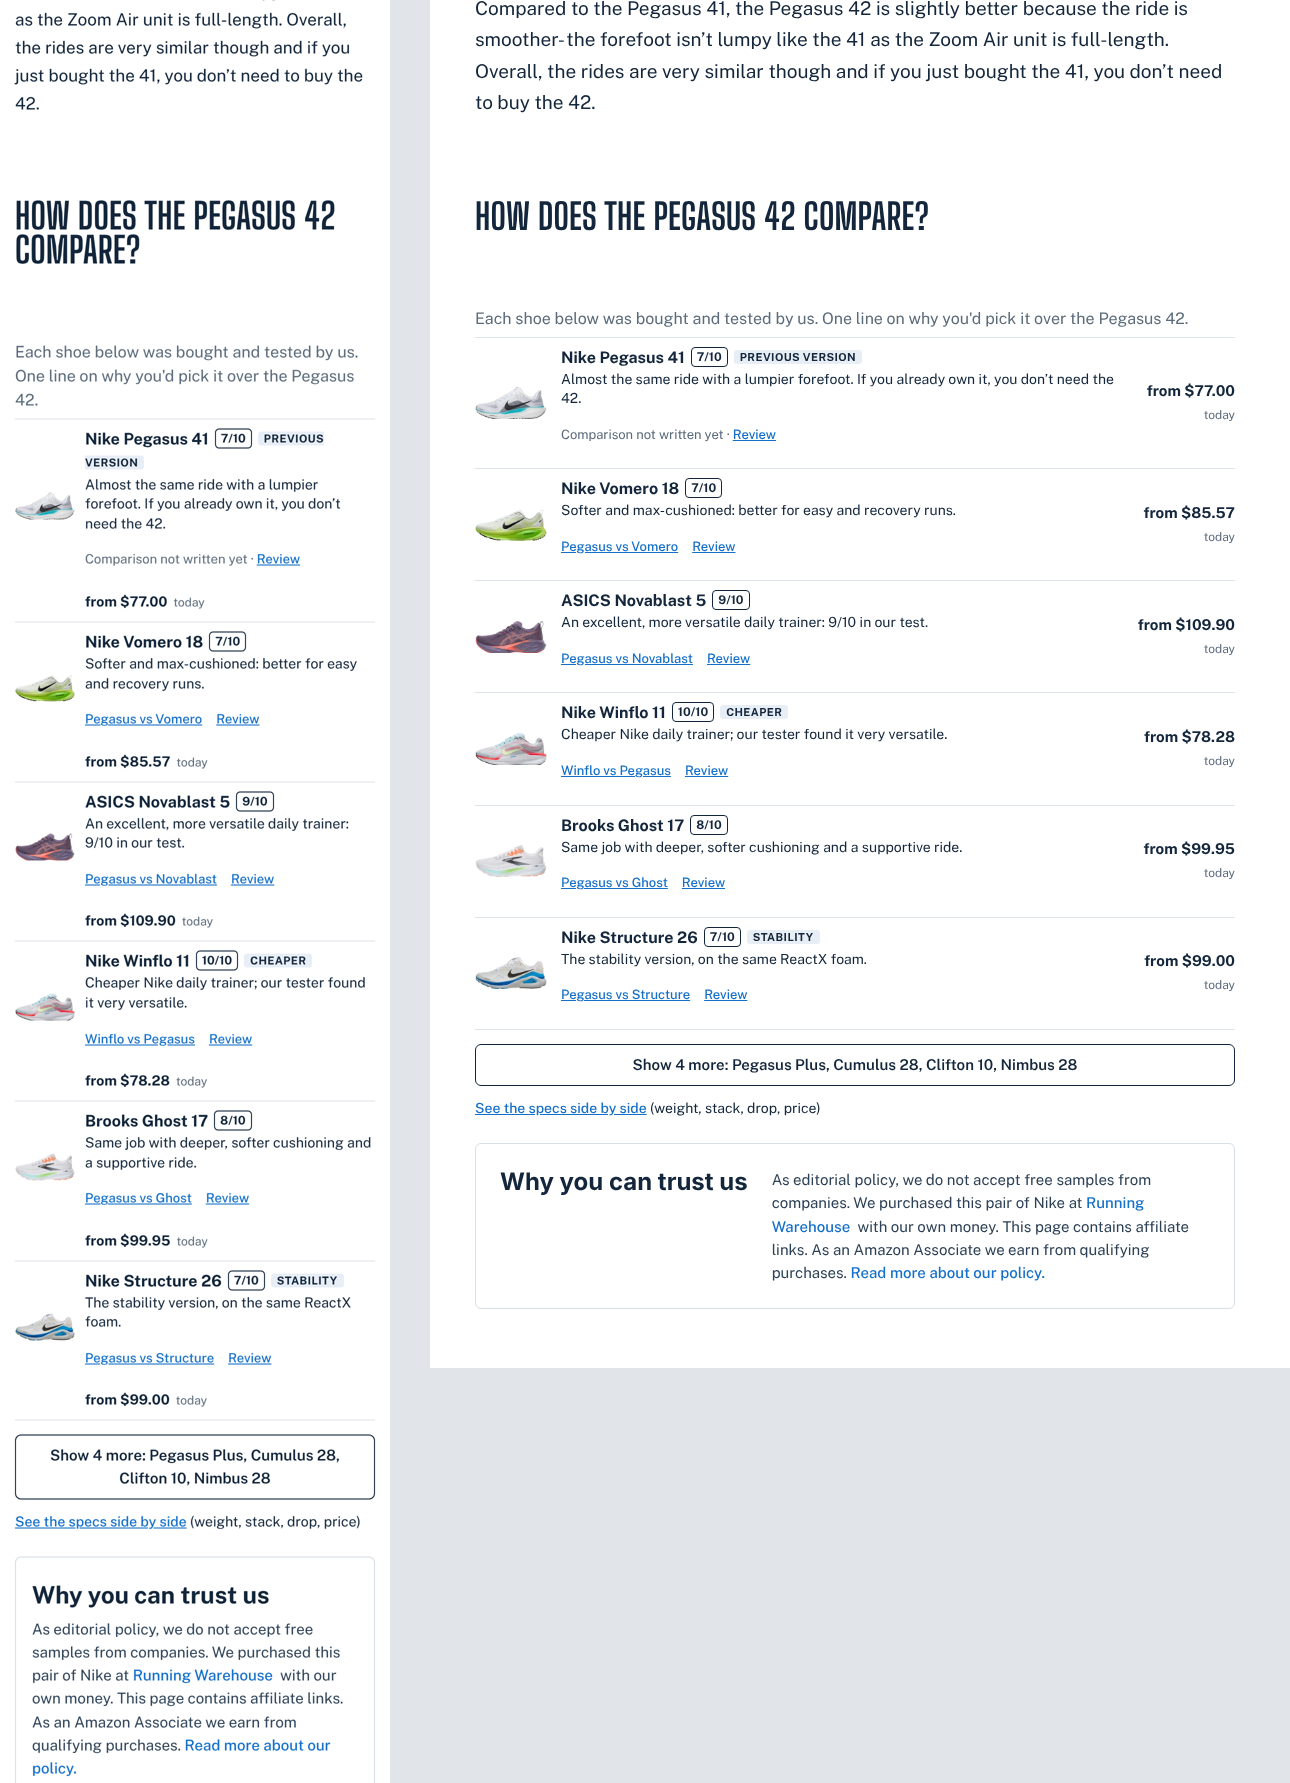 as the Zoom Air unit is full-length. Overall,
the rides are very similar though and if you
just bought the 41, you don't need to buy the
42.
HOW DOES THE PEGASUS 42
COMPARE?
Each shoe below was bought and tested by us.
One line on why you'd pick it over the Pegasus
42.
Nike Pegasus 41 7/10 PREVIOUS
VERSION
Almost the same ride with a lumpier
forefoot. If you already own it, you don't
need the 42.
Comparison not written yet · Review
from $77.00 today
Nike Vomero 18 7/10
Softer and max-cushioned: better for easy
and recovery runs.
Pegasus vs Vomero Review
from $85.57 today
ASICS Novablast 5 9/10
An excellent, more versatile daily trainer:
9/10 in our test.
Pegasus vs Novablast Review
from $109.90 today
Nike Winflo 11 10/10 CHEAPER
Cheaper Nike daily trainer; our tester found
it very versatile.
Winflo vs Pegasus Review
from $78.28 today
Brooks Ghost 17 8/10
Same job with deeper, softer cushioning and
a supportive ride.
Pegasus vs Ghost Review
from $99.95 today
Nike Structure 26 7/10 STABILITY
The stability version, on the same ReactX
foam.
Pegasus vs Structure Review
from $99.00 today
Show 4 more: Pegasus Plus, Cumulus 28,
Clifton 10, Nimbus 28
See the specs side by side (weight, stack, drop, price)
Why you can trust us
As editorial policy, we do not accept free
samples from companies. We purchased this
pair of Nike at Running Warehouse with our
own money. This page contains affiliate links.
As an Amazon Associate we earn from
qualifying purchases. Read more about our
policy.
Compared to the Pegasus 41, the Pegasus 42 is slightly better because the ride is
smoother-the forefoot isn't lumpy like the 41 as the Zoom Air unit is full-length.
Overall, the rides are very similar though and if you just bought the 41, you don't need
to buy the 42.
HOW DOES THE PEGASUS 42 COMPARE?
Each shoe below was bought and tested by us. One line on why you'd pick it over the Pegasus 42.
Nike Pegasus 41 7/10 PREVIOUS VERSION
Almost the same ride with a lumpier forefoot. If you already own it, you don't need the
42.
Comparison not written yet · Review
from $77.00
today
Nike Vomero 18 7/10
Softer and max-cushioned: better for easy and recovery runs.
Pegasus vs Vomero Review
from $85.57
today
ASICS Novablast 5 9/10
An excellent, more versatile daily trainer: 9/10 in our test.
Pegasus vs Novablast Review
from $109.90
today
Nike Winflo 11 10/10 CHEAPER
Cheaper Nike daily trainer; our tester found it very versatile.
Winflo vs Pegasus Review
from $78.28
today
Brooks Ghost 17 8/10
Same job with deeper, softer cushioning and a supportive ride.
Pegasus vs Ghost Review
from $99.95
today
Nike Structure 26 7/10 STABILITY
The stability version, on the same ReactX foam.
Pegasus vs Structure Review
from $99.00
today
Show 4 more: Pegasus Plus, Cumulus 28, Clifton 10, Nimbus 28
See the specs side by side (weight, stack, drop, price)
Why you can trust us
As editorial policy, we do not accept free samples from
companies. We purchased this pair of Nike at Running
Warehouse with our own money. This page contains affiliate
links. As an Amazon Associate we earn from qualifying
purchases. Read more about our policy.